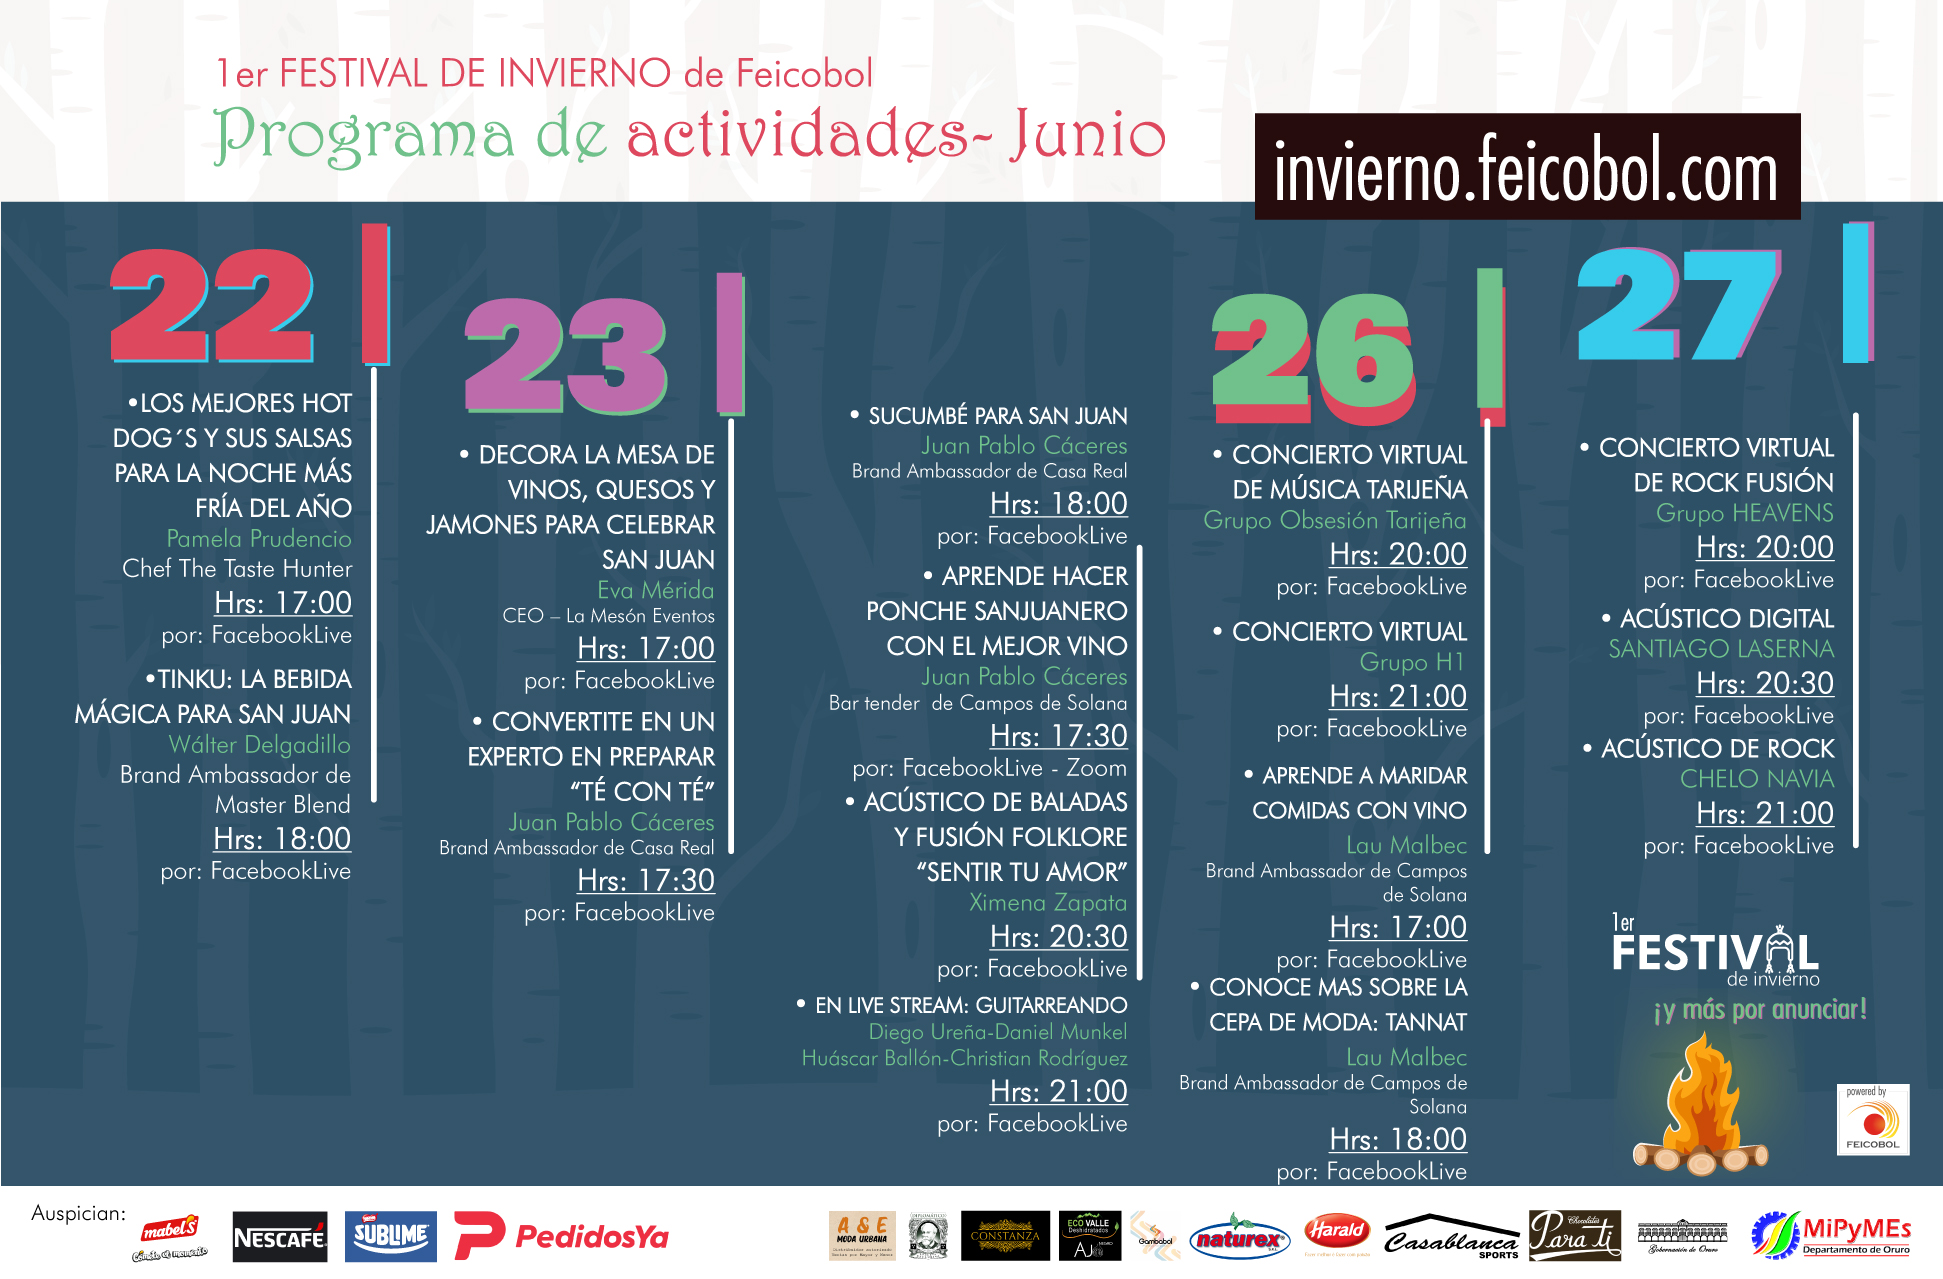 1er FESTIVAL DE INVIERNO de Feicobol
Programa de actividades- Junio
invierno.feicobol.com
22
•LOS MEJORES HOT
DOG´S Y SUS SALSAS
PARA LA NOCHE MÁS
FRÍA DEL AÑO
Pamela Prudencio
Chef The Taste Hunter
Hrs: 17:00
por: FacebookLive
•TINKU: LA BEBIDA
MÁGICA PARA SAN JUAN
Wálter Delgadillo
Brand Ambassador de
Master Blend
Hrs: 18:00
por: FacebookLive
23
• DECORA LA MESA DE
VINOS, QUESOS Y
JAMONES PARA CELEBRAR
SAN JUAN
Eva Mérida
CEO – La Mesón Eventos
Hrs: 17:00
por: FacebookLive
• CONVERTITE EN UN
EXPERTO EN PREPARAR
“TÉ CON TÉ”
Juan Pablo Cáceres
Brand Ambassador de Casa Real
Hrs: 17:30
por: FacebookLive
• SUCUMBÉ PARA SAN JUAN
Juan Pablo Cáceres
Brand Ambassador de Casa Real
Hrs: 18:00
por: FacebookLive
• APRENDE HACER
PONCHE SANJUANERO
CON EL MEJOR VINO
Juan Pablo Cáceres
Bar tender de Campos de Solana
Hrs: 17:30
por: FacebookLive - Zoom
• ACÚSTICO DE BALADAS
Y FUSIÓN FOLKLORE
“SENTIR TU AMOR”
Ximena Zapata
Hrs: 20:30
por: FacebookLive
• EN LIVE STREAM: GUITARREANDO
Diego Ureña-Daniel Munkel
Huáscar Ballón-Christian Rodríguez
Hrs: 21:00
por: FacebookLive
26
• CONCIERTO VIRTUAL
DE MÚSICA TARIJEÑA
Grupo Obsesión Tarijeña
Hrs: 20:00
por: FacebookLive
• CONCIERTO VIRTUAL
Grupo H1
Hrs: 21:00
por: FacebookLive
• APRENDE A MARIDAR
COMIDAS CON VINO
Lau Malbec
Brand Ambassador de Campos
de Solana
Hrs: 17:00
por: FacebookLive
• CONOCE MAS SOBRE LA
CEPA DE MODA: TANNAT
Lau Malbec
Brand Ambassador de Campos de
Solana
Hrs: 18:00
por: FacebookLive
27
• CONCIERTO VIRTUAL
DE ROCK FUSIÓN
Grupo HEAVENS
Hrs: 20:00
por: FacebookLive
• ACÚSTICO DIGITAL
SANTIAGO LASERNA
Hrs: 20:30
por: FacebookLive
• ACÚSTICO DE ROCK
CHELO NAVIA
Hrs: 21:00
por: FacebookLive
1er
FESTIVAL
de invierno
¡y más por anunciar!
powered by
FEICOBOL
Auspician:
mabel's
NESCAFÉ
SUBLIME
PedidosYa
A & E
MODA URBANA
CONSTANZA
ECO VALLE
Deshidratados
Gambobol
naturex
Harald
Casablanca
SPORTS
Chocolates
Para ti
Gobernación de Oruro
MiPyMEs
Departamento de Oruro